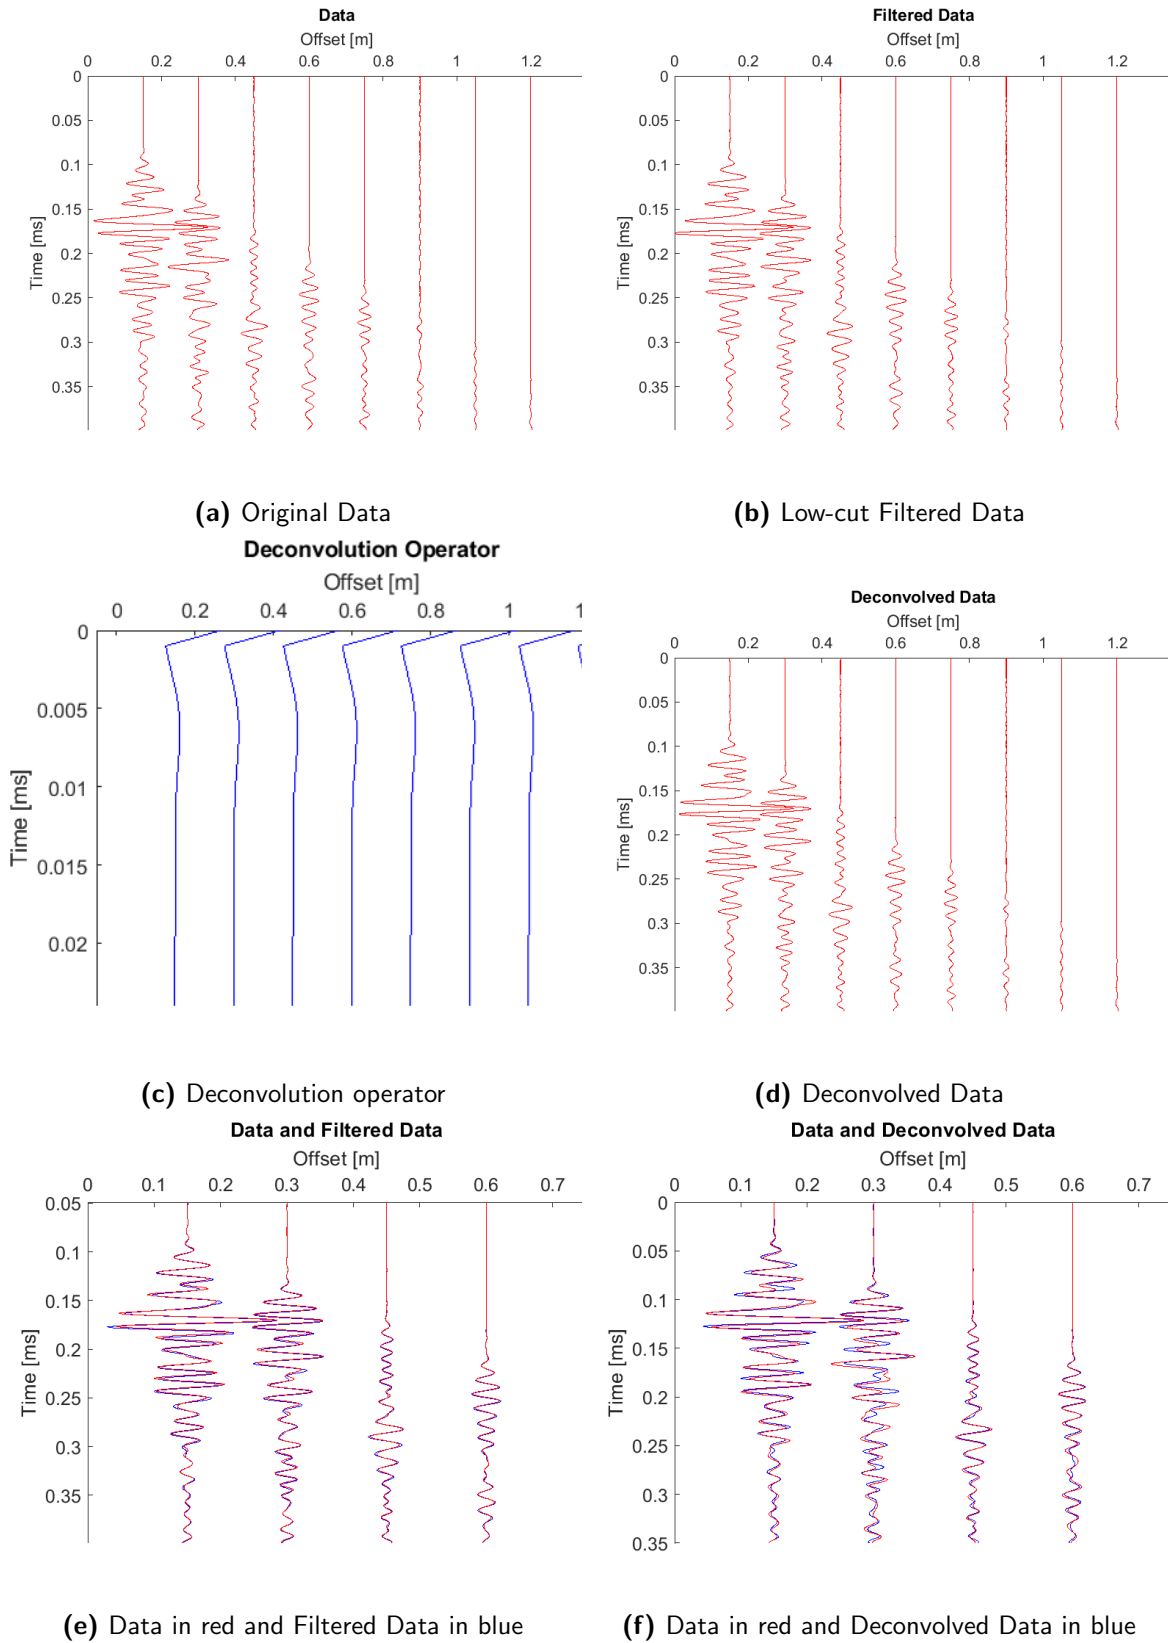 Data
Offset [m]
0 0.2 0.4 0.6 0.8 1 1.2
0
0.05
0.1
0.15
0.2
0.25
0.3
0.35
Time [ms]
(a) Original Data
Filtered Data
Offset [m]
0 0.2 0.4 0.6 0.8 1 1.2
0
0.05
0.1
0.15
0.2
0.25
0.3
0.35
Time [ms]
(b) Low-cut Filtered Data
Deconvolution Operator
Offset [m]
0 0.2 0.4 0.6 0.8 1 1
0
0.005
0.01
0.015
0.02
Time [ms]
(c) Deconvolution operator
Deconvolved Data
Offset [m]
0 0.2 0.4 0.6 0.8 1 1.2
0
0.05
0.1
0.15
0.2
0.25
0.3
0.35
Time [ms]
(d) Deconvolved Data
Data and Filtered Data
Offset [m]
0 0.1 0.2 0.3 0.4 0.5 0.6 0.7
0.05
0.1
0.15
0.2
0.25
0.3
0.35
Time [ms]
(e) Data in red and Filtered Data in blue
Data and Deconvolved Data
Offset [m]
0 0.1 0.2 0.3 0.4 0.5 0.6 0.7
0
0.05
0.1
0.15
0.2
0.25
0.3
0.35
Time [ms]
(f) Data in red and Deconvolved Data in blue